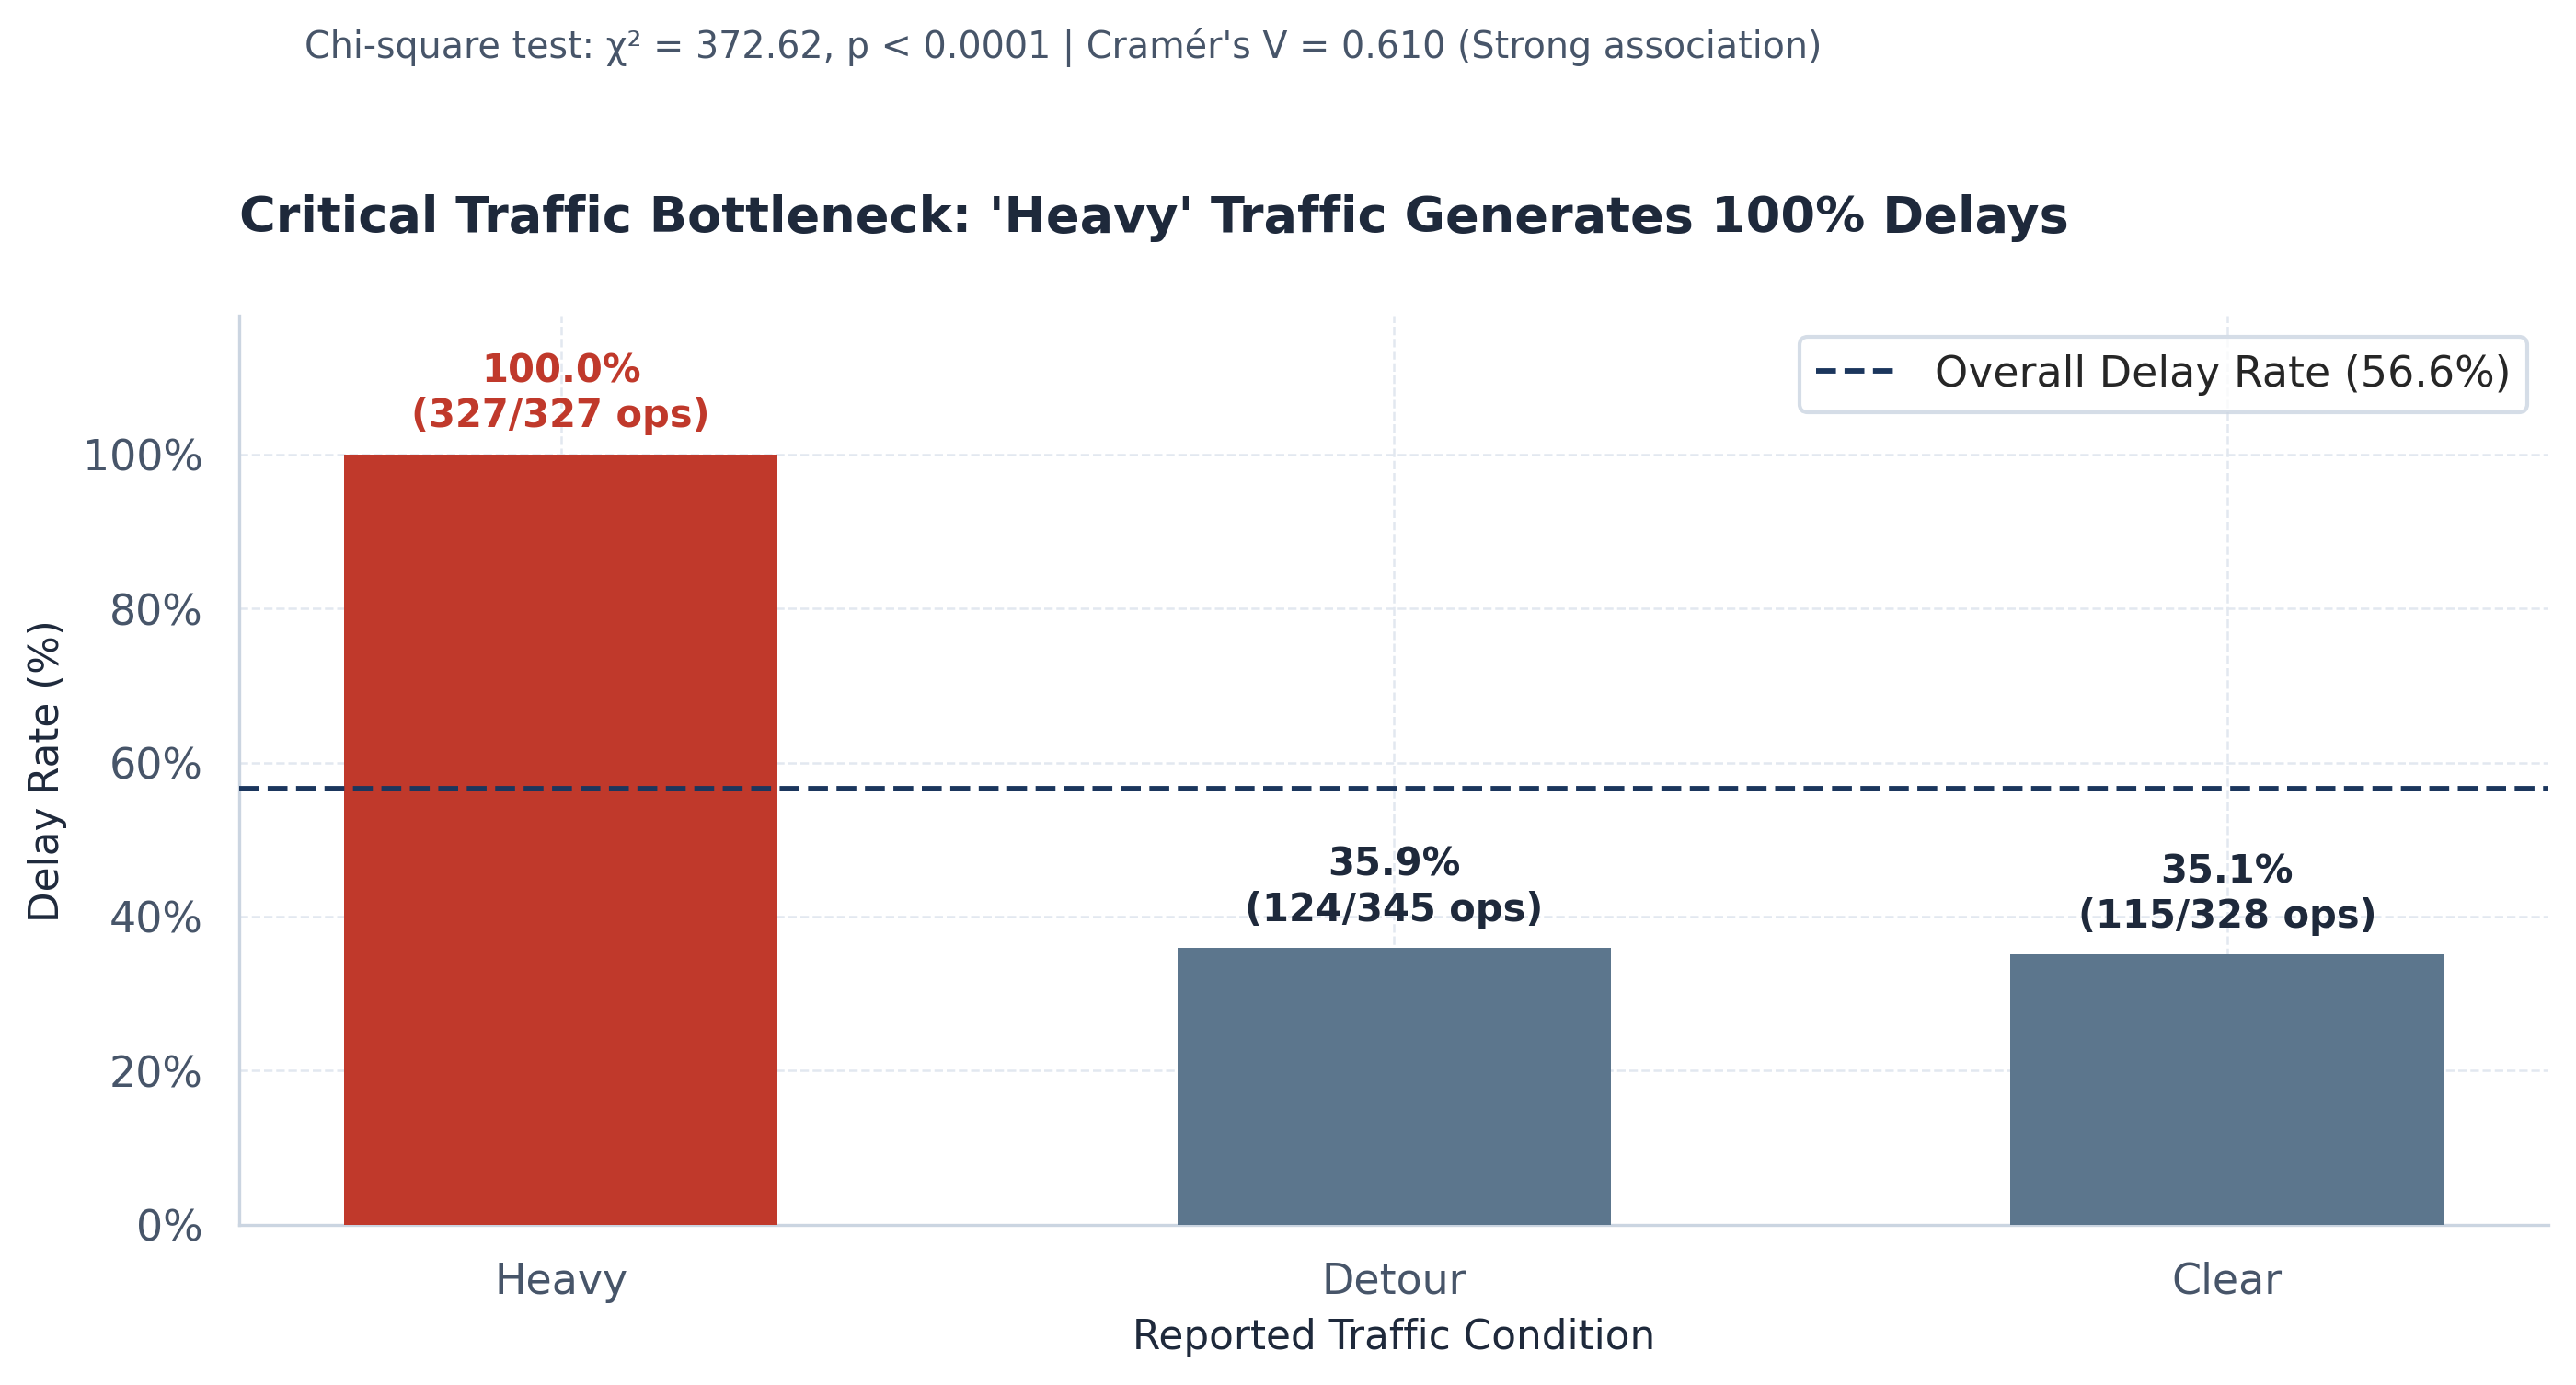 Chi-square test: χ² = 372.62, p < 0.0001 | Cramér's V = 0.610 (Strong association)
Critical Traffic Bottleneck: 'Heavy' Traffic Generates 100% Delays
Overall Delay Rate (56.6%)
100.0%
(327/327 ops)
35.9%
(124/345 ops)
35.1%
(115/328 ops)
Delay Rate (%)
100%
80%
60%
40%
20%
0%
Heavy
Detour
Clear
Reported Traffic Condition